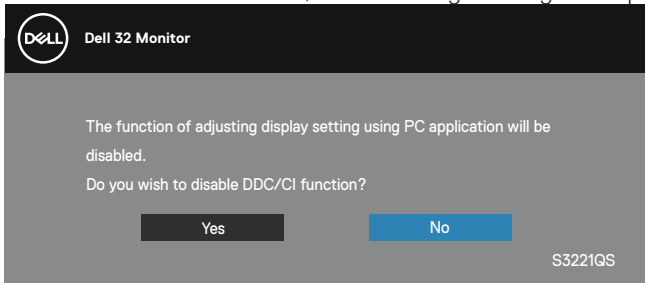 DELL
Dell 32 Monitor
The function of adjusting display setting using PC application will be
disabled.
Do you wish to disable DDC/CI function?
Yes
No
S3221QS